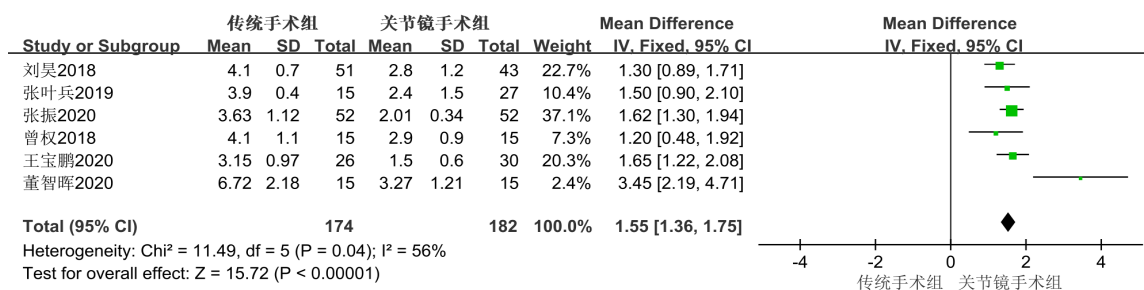 传统手术组 关节镜手术组 Mean Difference Mean Difference
Study or Subgroup Mean SD Total Mean SD Total Weight IV, Fixed, 95% CI IV, Fixed, 95% CI
刘昊2018 4.1 0.7 51 2.8 1.2 43 22.7% 1.30 [0.89, 1.71]
张叶兵2019 3.9 0.4 15 2.4 1.5 27 10.4% 1.50 [0.90, 2.10]
张振2020 3.63 1.12 52 2.01 0.34 52 37.1% 1.62 [1.30, 1.94]
曾权2018 4.1 1.1 15 2.9 0.9 15 7.3% 1.20 [0.48, 1.92]
王宝鹏2020 3.15 0.97 26 1.5 0.6 30 20.3% 1.65 [1.22, 2.08]
董智晖2020 6.72 2.18 15 3.27 1.21 15 2.4% 3.45 [2.19, 4.71]
Total (95% CI) 174 182 100.0% 1.55 [1.36, 1.75]
Heterogeneity: Chi² = 11.49, df = 5 (P = 0.04); I² = 56%
Test for overall effect: Z = 15.72 (P < 0.00001)
-4 -2 0 2 4
传统手术组 关节镜手术组